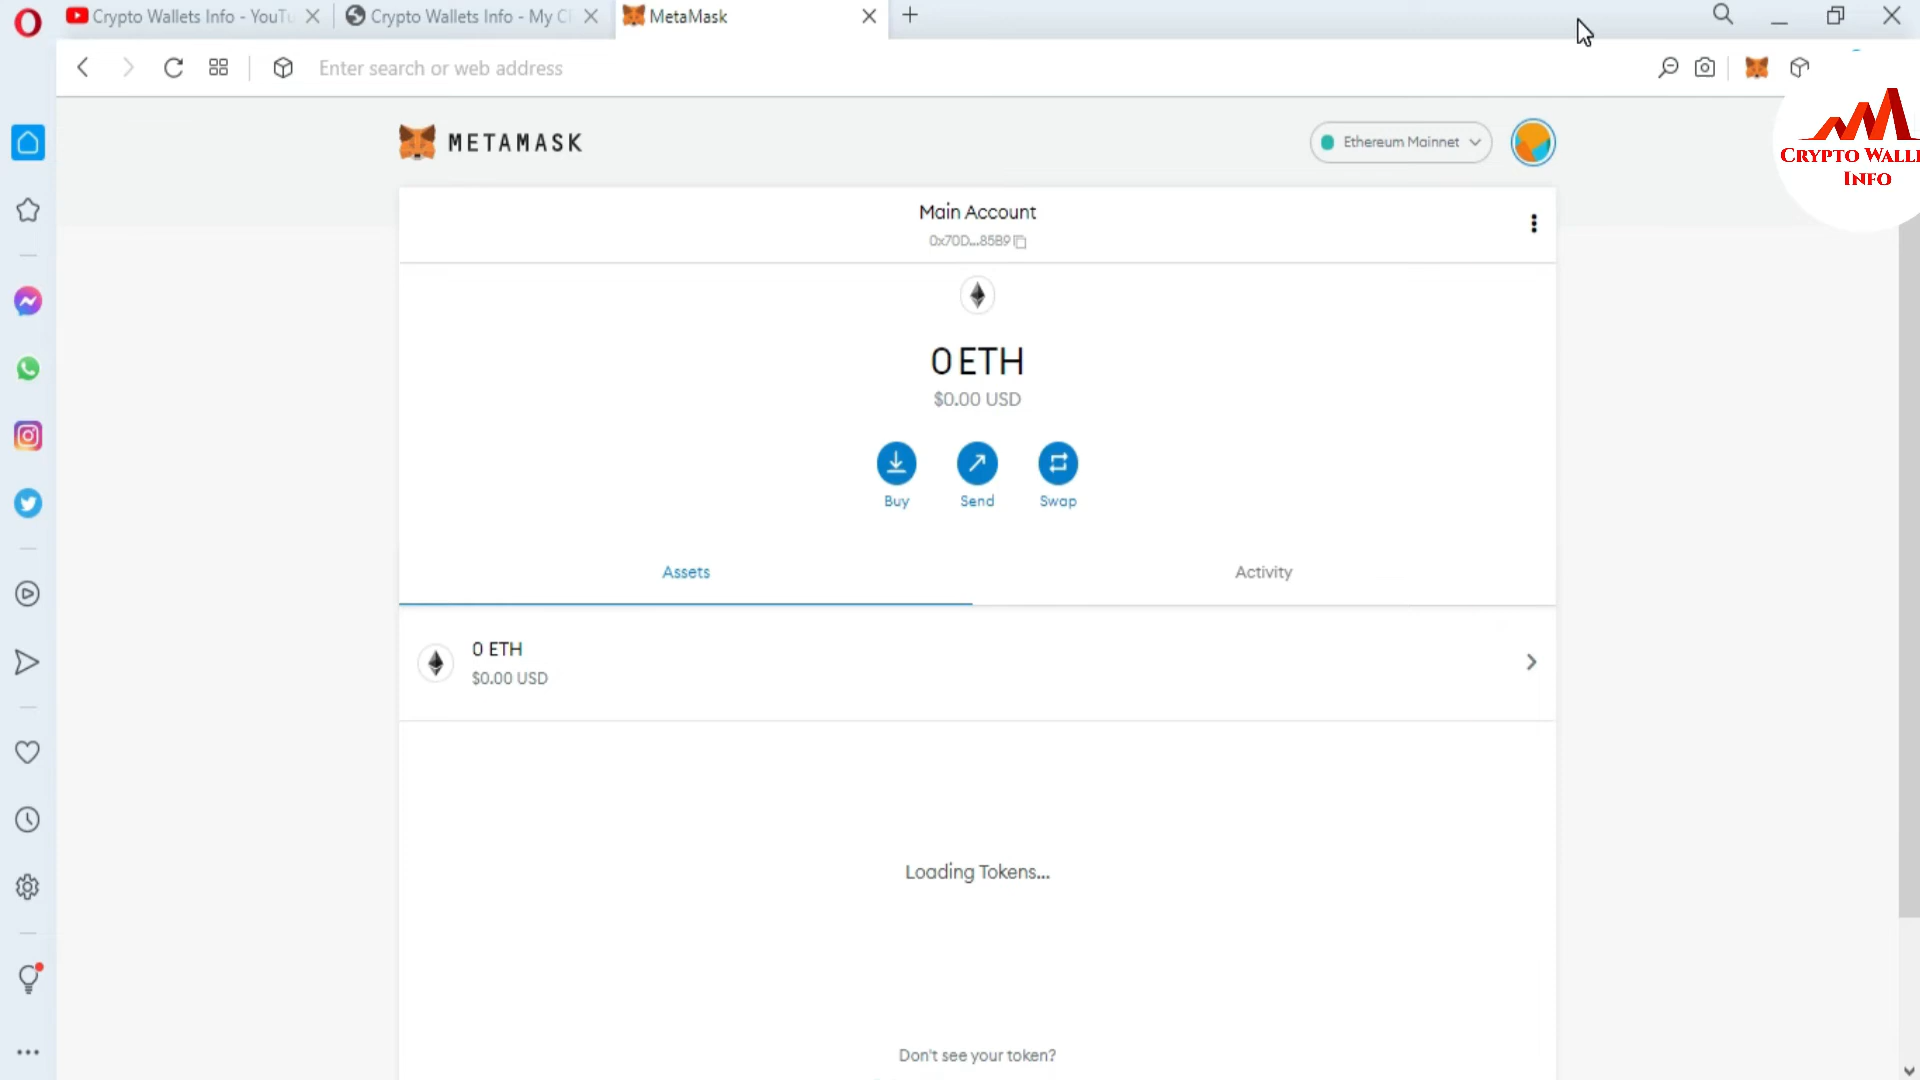 Crypto Wallets Info - YouTu
Crypto Wallets Info - My C
MetaMask
Enter search or web address
METAMASK
Ethereum Mainnet
CRYPTO WALLE
INFO
Main Account
0x70D...85B9
0 ETH
$0.00 USD
Buy
Send
Swap
Assets
Activity
0 ETH
$0.00 USD
Loading Tokens...
Don't see your token?